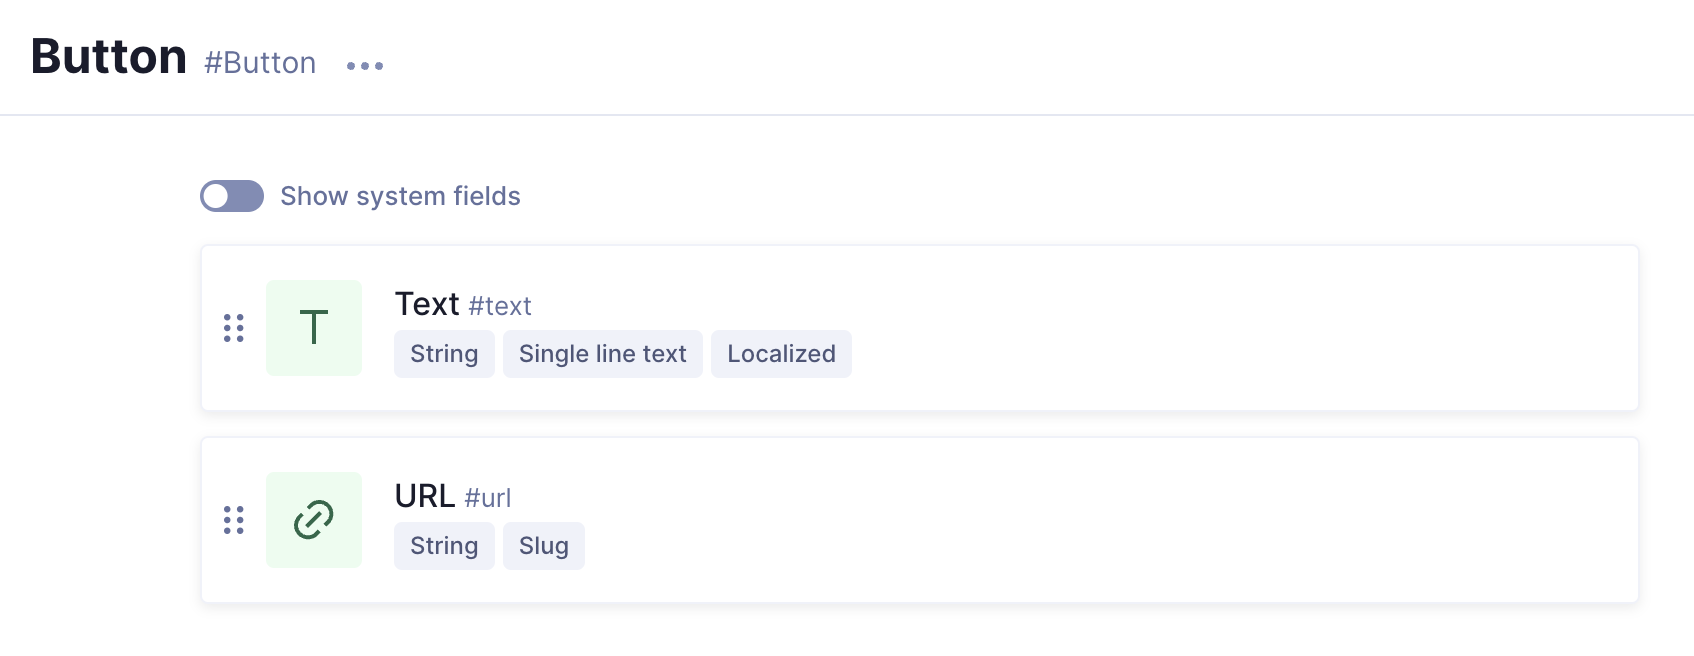 Button #Button
Show system fields
Text #text
String Single line text Localized
URL #url
String Slug